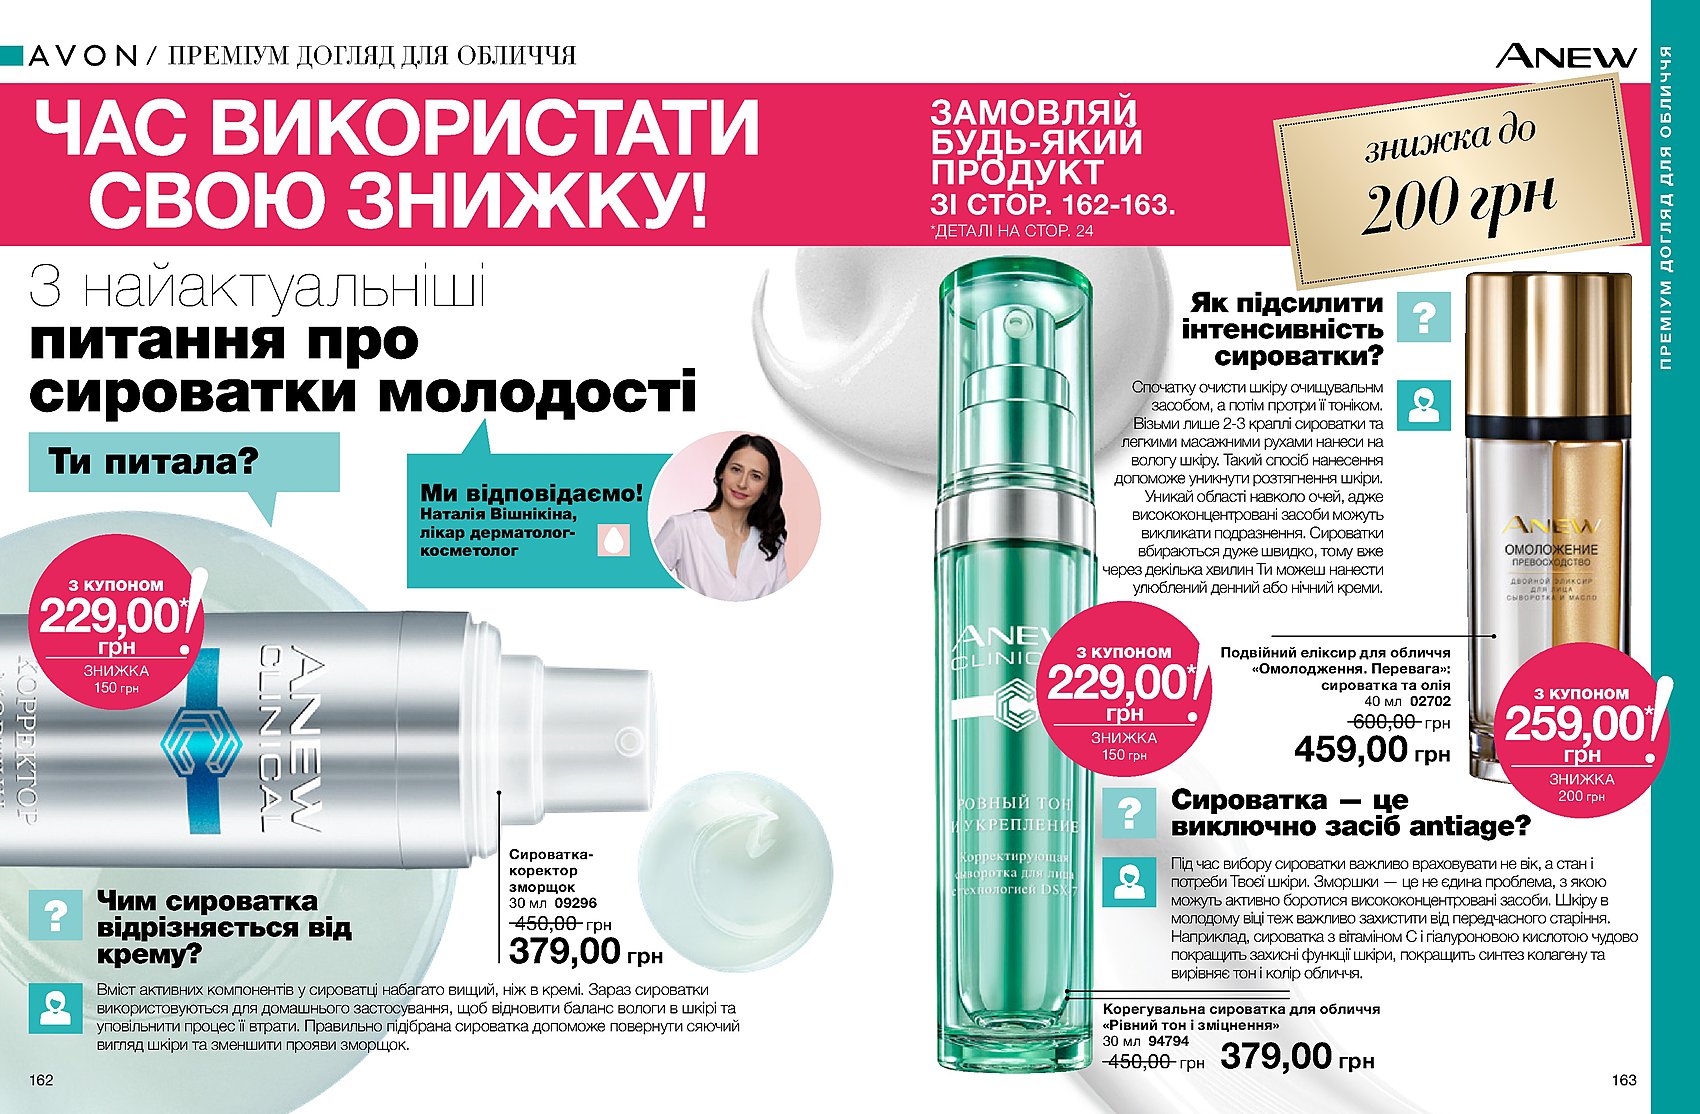 AVON / ПРЕМІУМ ДОГЛЯД ДЛЯ ОБЛИЧЧЯ
ANEW
ПРЕМІУМ ДОГЛЯД ДЛЯ ОБЛИЧЧЯ
ЧАС ВИКОРИСТАТИ
СВОЮ ЗНИЖКУ!
ЗАМОВЛЯЙ
БУДЬ-ЯКИЙ
ПРОДУКТ
ЗІ СТОР. 162-163.
*ДЕТАЛІ НА СТОР. 24
знижка до
200 грн
3 найактуальніші
питання про
сироватки молодості
Ти питала?
Ми відповідаємо!
Наталія Вішнікіна,
лікар дерматолог-
косметолог
З КУПОНОМ
229,00*!
грн
ЗНИЖКА
150 грн
ANEW
CLINICAL
КОРРЕКТОР
Сироватка-
коректор
зморщок
30 мл 09296
450,00 грн
379,00 грн
?
Чим сироватка
відрізняється від
крему?
Вміст активних компонентів у сироватці набагато вищий, ніж в кремі. Зараз сироватки
використовуються для домашнього застосування, щоб відновити баланс вологи в шкірі та
уповільнити процес її втрати. Правильно підібрана сироватка допоможе повернути сяючий
вигляд шкіри та зменшити прояви зморщок.
162
Як підсилити
інтенсивність
сироватки?
?
Спочатку очисти шкіру очищувальнм
засобом, а потім протри її тоніком.
Візьми лише 2-3 краплі сироватки та
легкими масажними рухами нанеси на
вологу шкіру. Такий спосіб нанесення
допоможе уникнути розтягнення шкіри.
Уникай області навколо очей, адже
висококонцентровані засоби можуть
викликати подразнення. Сироватки
вбираються дуже швидко, тому вже
через декілька хвилин Ти можеш нанести
улюблений денний або нічний креми.
ANEW
ОМОЛОЖЕНИЕ
ПРЕВОСХОДСТВО
ДВОЙНОЙ ЭЛИКСИР
ДЛЯ ЛИЦА
СЫВОРОТКА И МАСЛО
ANEW
CLINIC
З КУПОНОМ
229,00*!
грн
ЗНИЖКА
150 грн
РОВНЫЙ ТОН
И УКРЕПЛЕНИЕ
Корректирующая
сыворотка для лица
с технологией DSX-7
Подвійний еліксир для обличчя
«Омолодження. Перевага»:
сироватка та олія
40 мл 02702
600,00 грн
459,00 грн
З КУПОНОМ
259,00*!
грн
ЗНИЖКА
200 грн
?
Сироватка — це
виключно засіб antiage?
Під час вибору сироватки важливо враховувати не вік, а стан і
потреби Твоєї шкіри. Зморшки — це не єдина проблема, з якою
можуть активно боротися висококонцентровані засоби. Шкіру в
молодому віці теж важливо захистити від передчасного старіння.
Наприклад, сироватка з вітаміном С і гіалуроновою кислотою чудово
покращить захисні функції шкіри, покращить синтез колагену та
вирівняє тон і колір обличчя.
Корегувальна сироватка для обличчя
«Рівний тон і зміцнення»
30 мл 94794
450,00 грн 379,00 грн
163